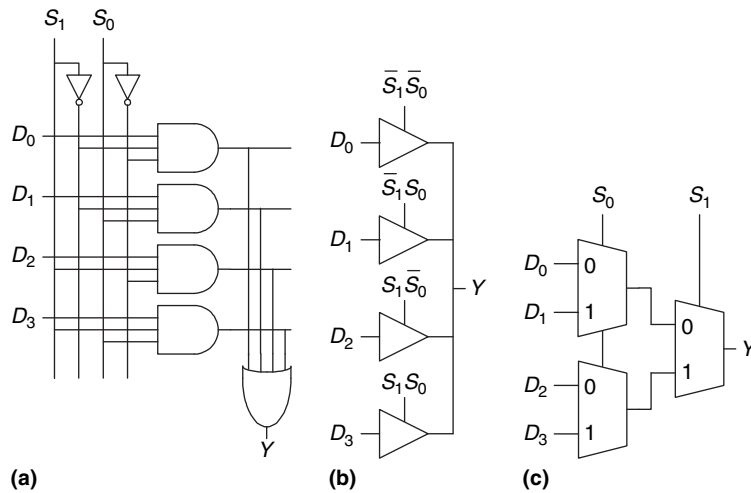 S₁ S₀
D₀
D₁
D₂
D₃
Y
(a)
S̅₁S̅₀
D₀
S̅₁S₀
D₁
Y
S₁S̅₀
D₂
S₁S₀
D₃
(b)
S₀ S₁
D₀ 0
D₁ 1
0
Y
1
D₂ 0
D₃ 1
(c)